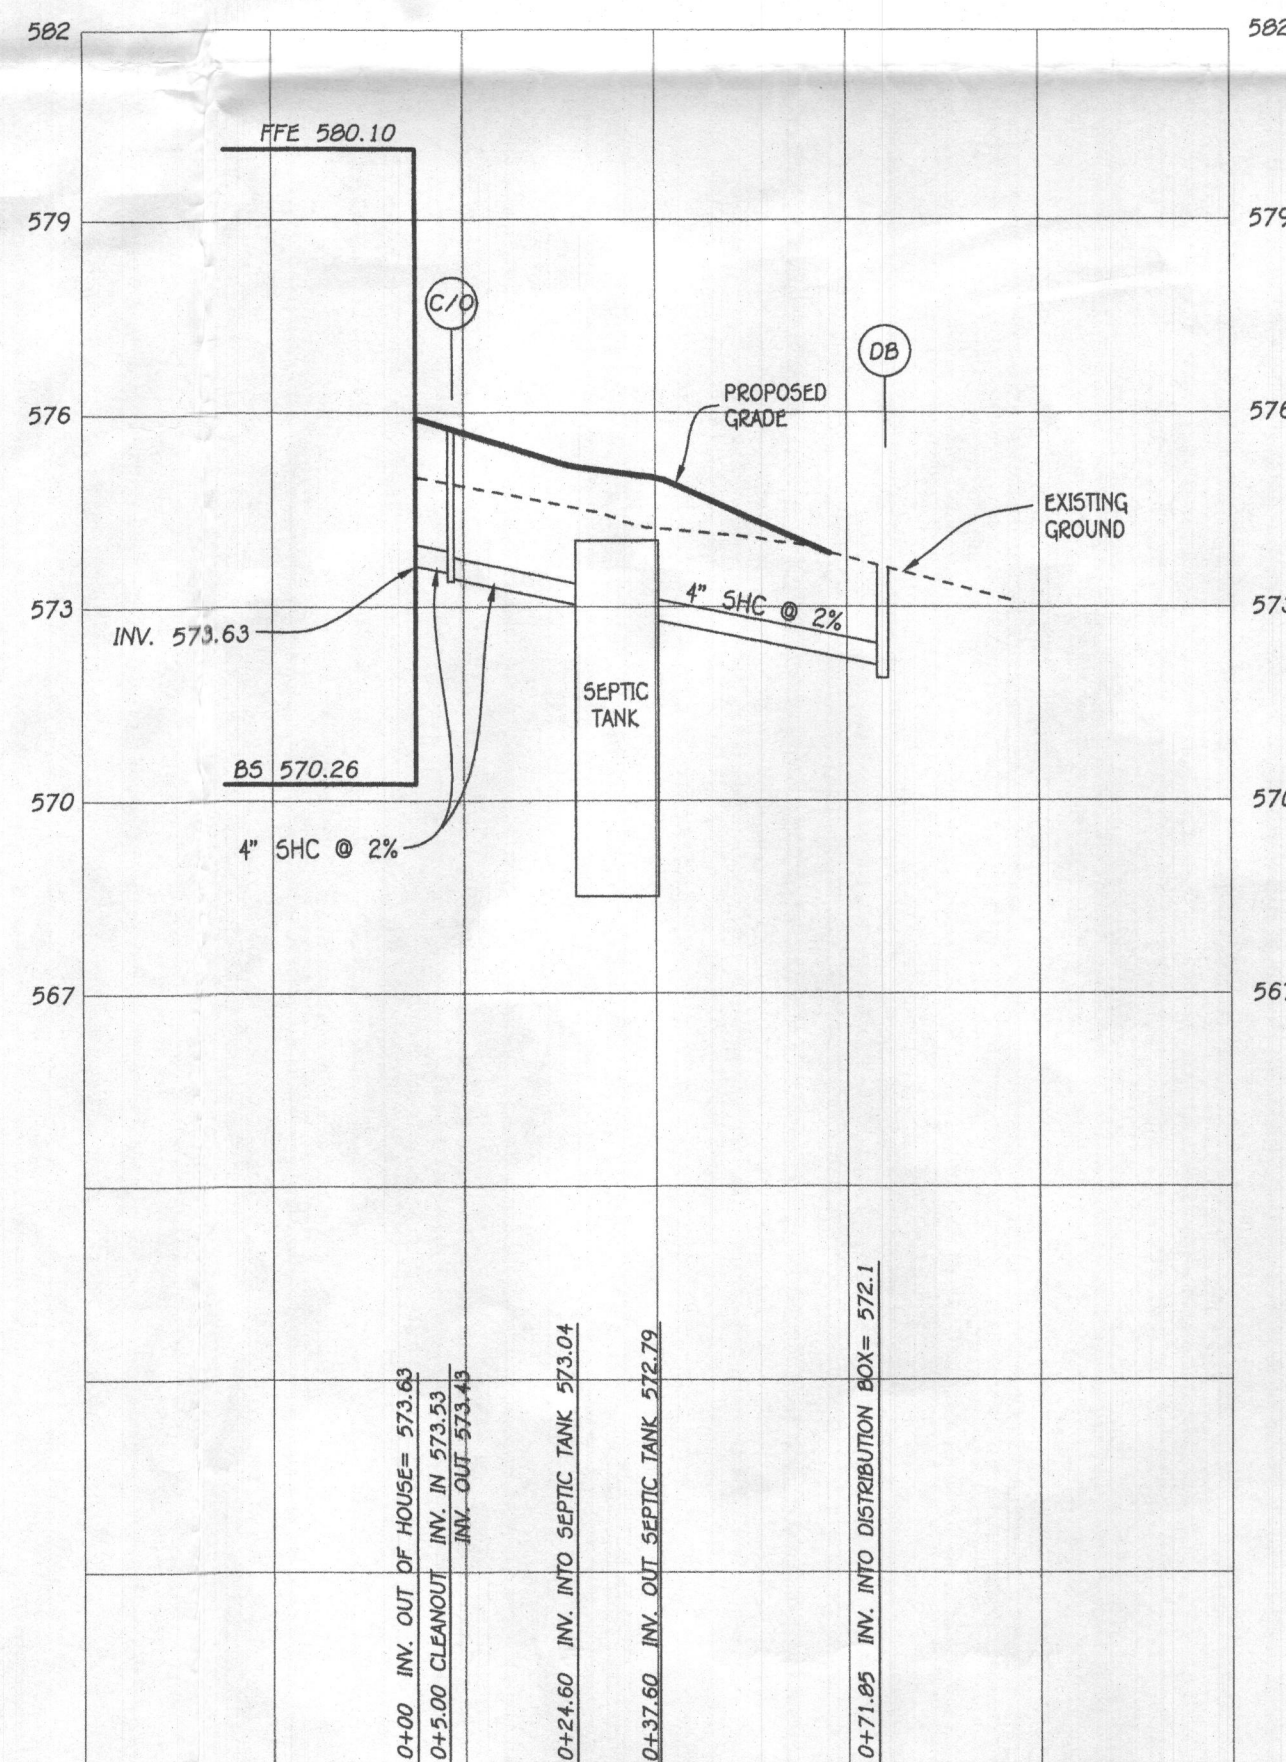 582
582
FFE 580.10
579
579
C/O
DB
576
576
PROPOSED
GRADE
EXISTING
GROUND
573
573
4" SHC @ 2%
INV. 573.63
SEPTIC
TANK
BS 570.26
570
570
4" SHC @ 2%
567
567
0+00 INV. OUT OF HOUSE= 573.63
0+5.00 CLEANOUT INV. IN 573.53
INV. OUT 573.43
0+24.60 INV. INTO SEPTIC TANK 573.04
0+37.60 INV. OUT SEPTIC TANK 572.79
0+71.85 INV. INTO DISTRIBUTION BOX= 572.1